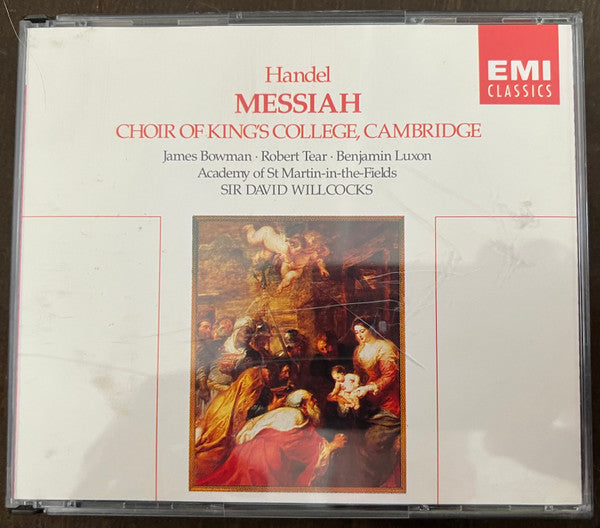 EMI
CLASSICS
Handel
MESSIAH
CHOIR OF KING'S COLLEGE, CAMBRIDGE
James Bowman · Robert Tear · Benjamin Luxon
Academy of St Martin-in-the-Fields
SIR DAVID WILLCOCKS